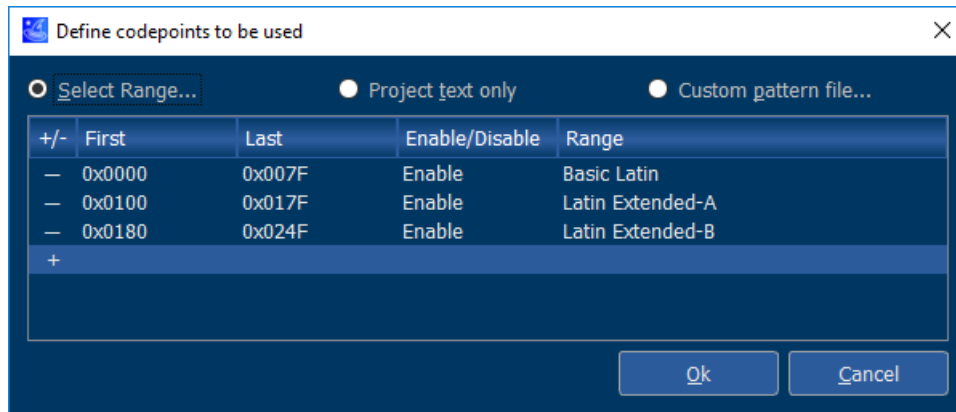 Define codepoints to be used
Select Range... Project text only Custom pattern file...
+/- First Last Enable/Disable Range
— 0x0000 0x007F Enable Basic Latin
— 0x0100 0x017F Enable Latin Extended-A
— 0x0180 0x024F Enable Latin Extended-B
+
Ok Cancel